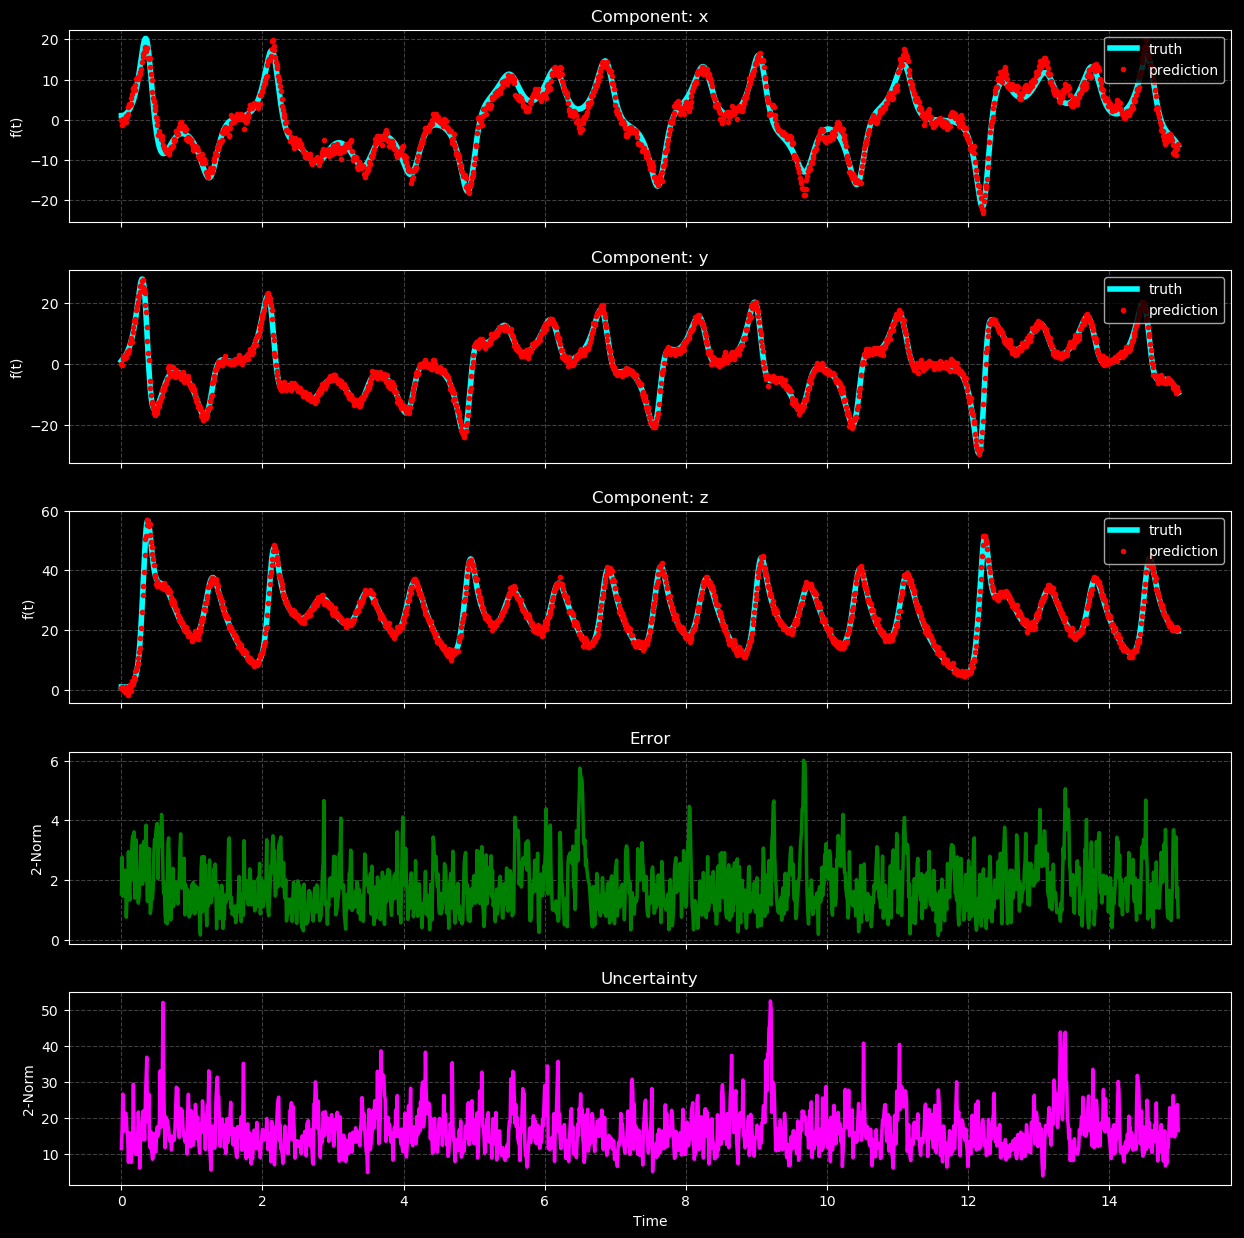 Component: x
20
10
0
−10
−20
f(t)
truth
prediction
Component: y
20
0
−20
f(t)
truth
prediction
Component: z
60
40
20
0
f(t)
truth
prediction
Error
6
4
2
0
2-Norm
Uncertainty
50
40
30
20
10
2-Norm
0 2 4 6 8 10 12 14
Time